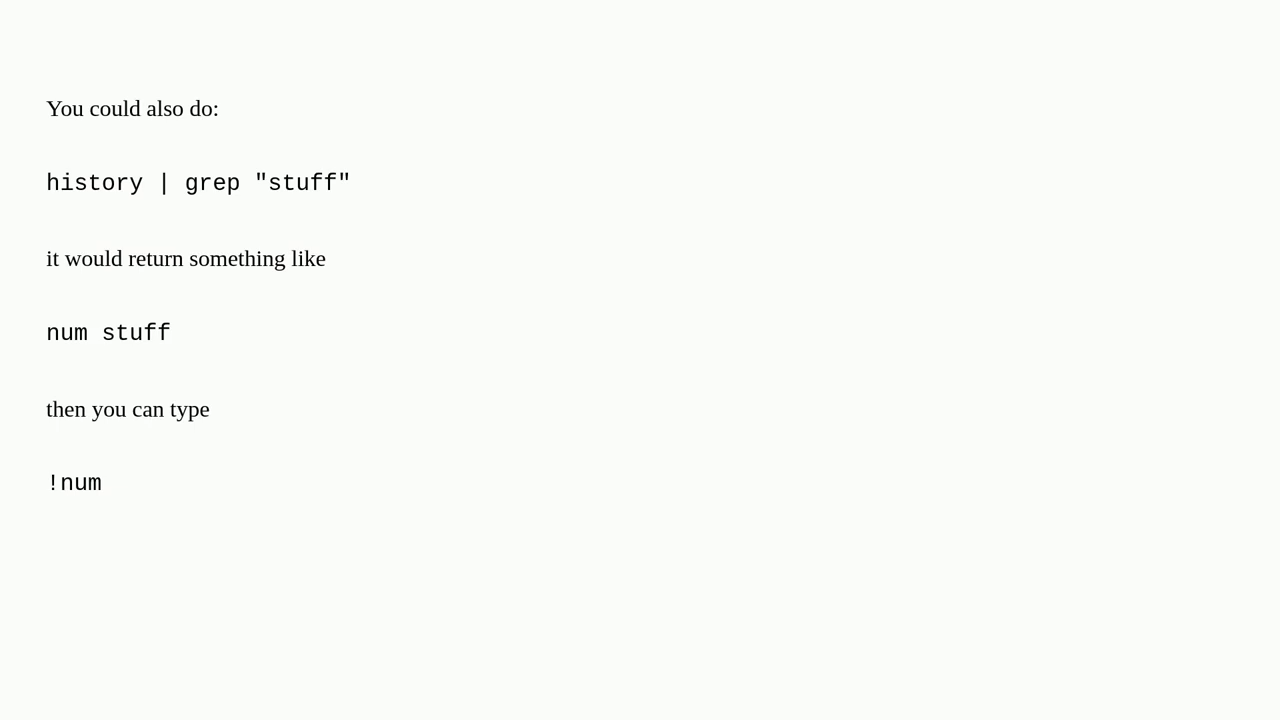 You could also do:
history | grep "stuff"
it would return something like
num stuff
then you can type
!num